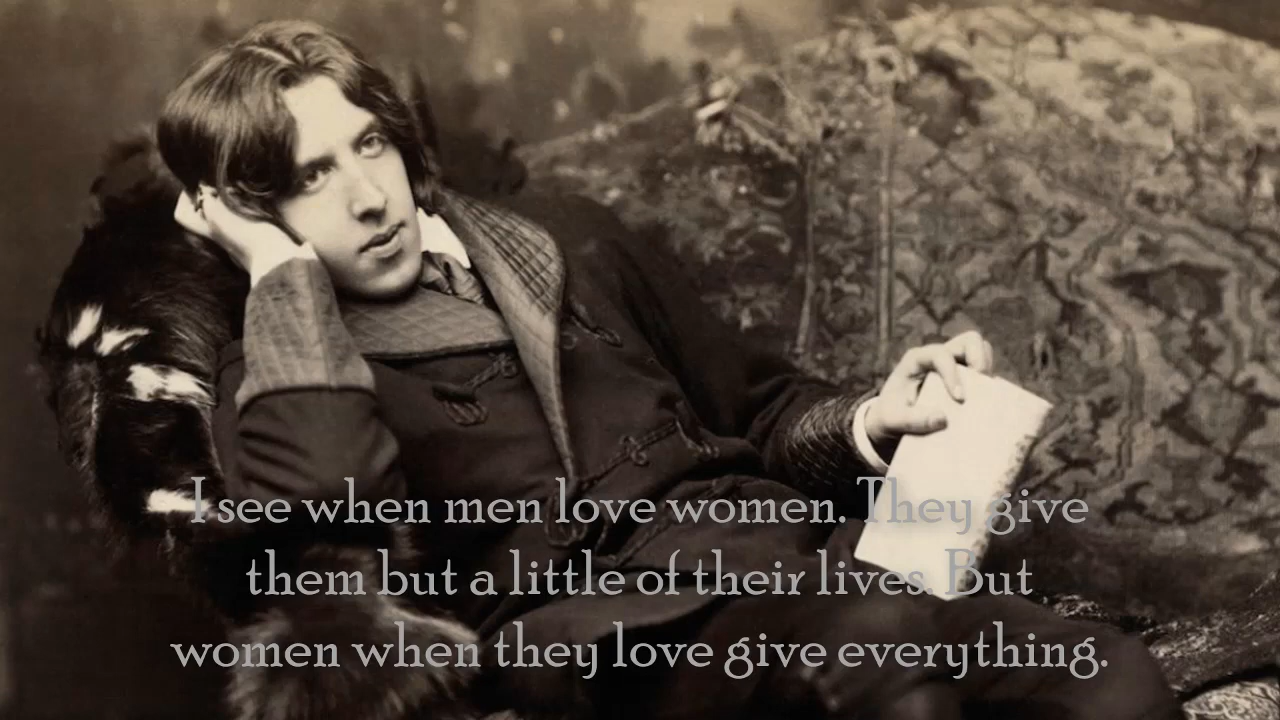 I see when men love women. They give
them but a little of their lives. But
women when they love give everything.